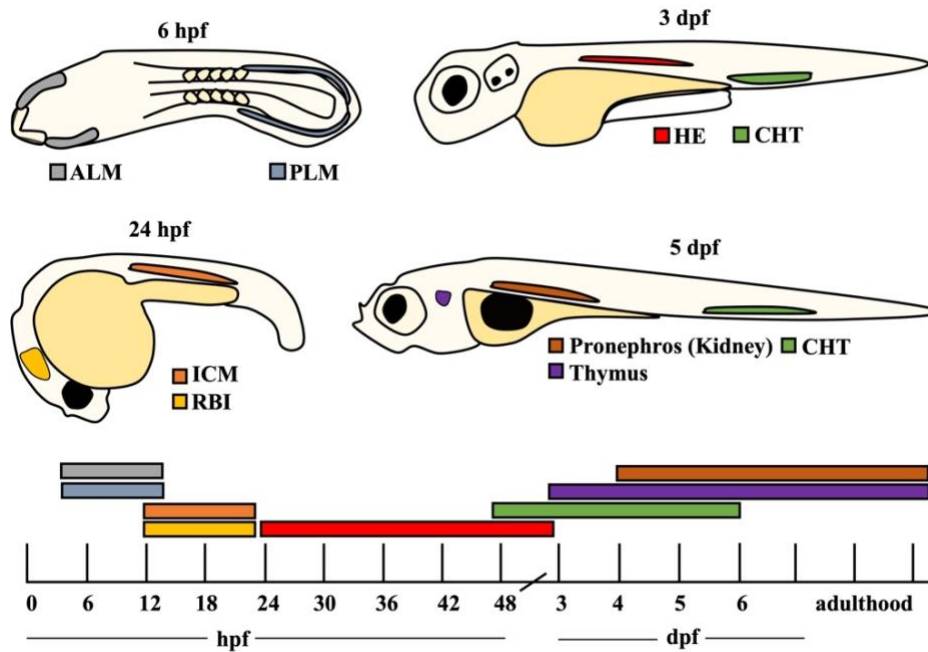 6 hpf
3 dpf
HE CHT
ALM PLM
24 hpf
5 dpf
ICM
RBI
Pronephros (Kidney) CHT
Thymus
0 6 12 18 24 30 36 42 48 3 4 5 6 adulthood
hpf dpf